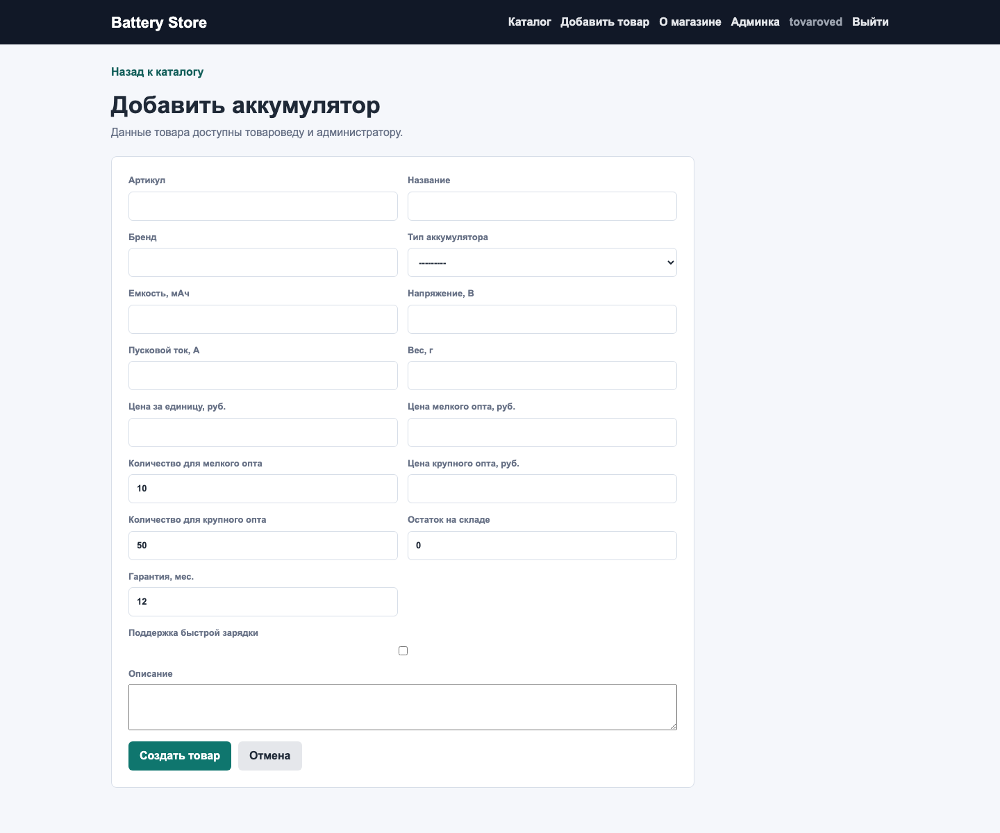 Battery Store
Каталог Добавить товар О магазине Админка tovaroved Выйти
Назад к каталогу
Добавить аккумулятор
Данные товара доступны товароведу и администратору.
Артикул
Название
Бренд
Тип аккумулятора
---------
Емкость, мАч
Напряжение, В
Пусковой ток, А
Вес, г
Цена за единицу, руб.
Цена мелкого опта, руб.
Количество для мелкого опта
10
Цена крупного опта, руб.
Количество для крупного опта
50
Остаток на складе
0
Гарантия, мес.
12
Поддержка быстрой зарядки
Описание
Создать товар
Отмена